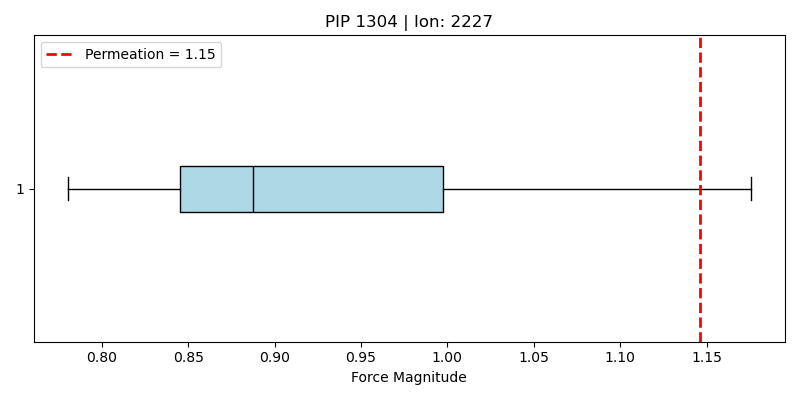 PIP 1304 | Ion: 2227
Permeation = 1.15
1
0.80 0.85 0.90 0.95 1.00 1.05 1.10 1.15
Force Magnitude